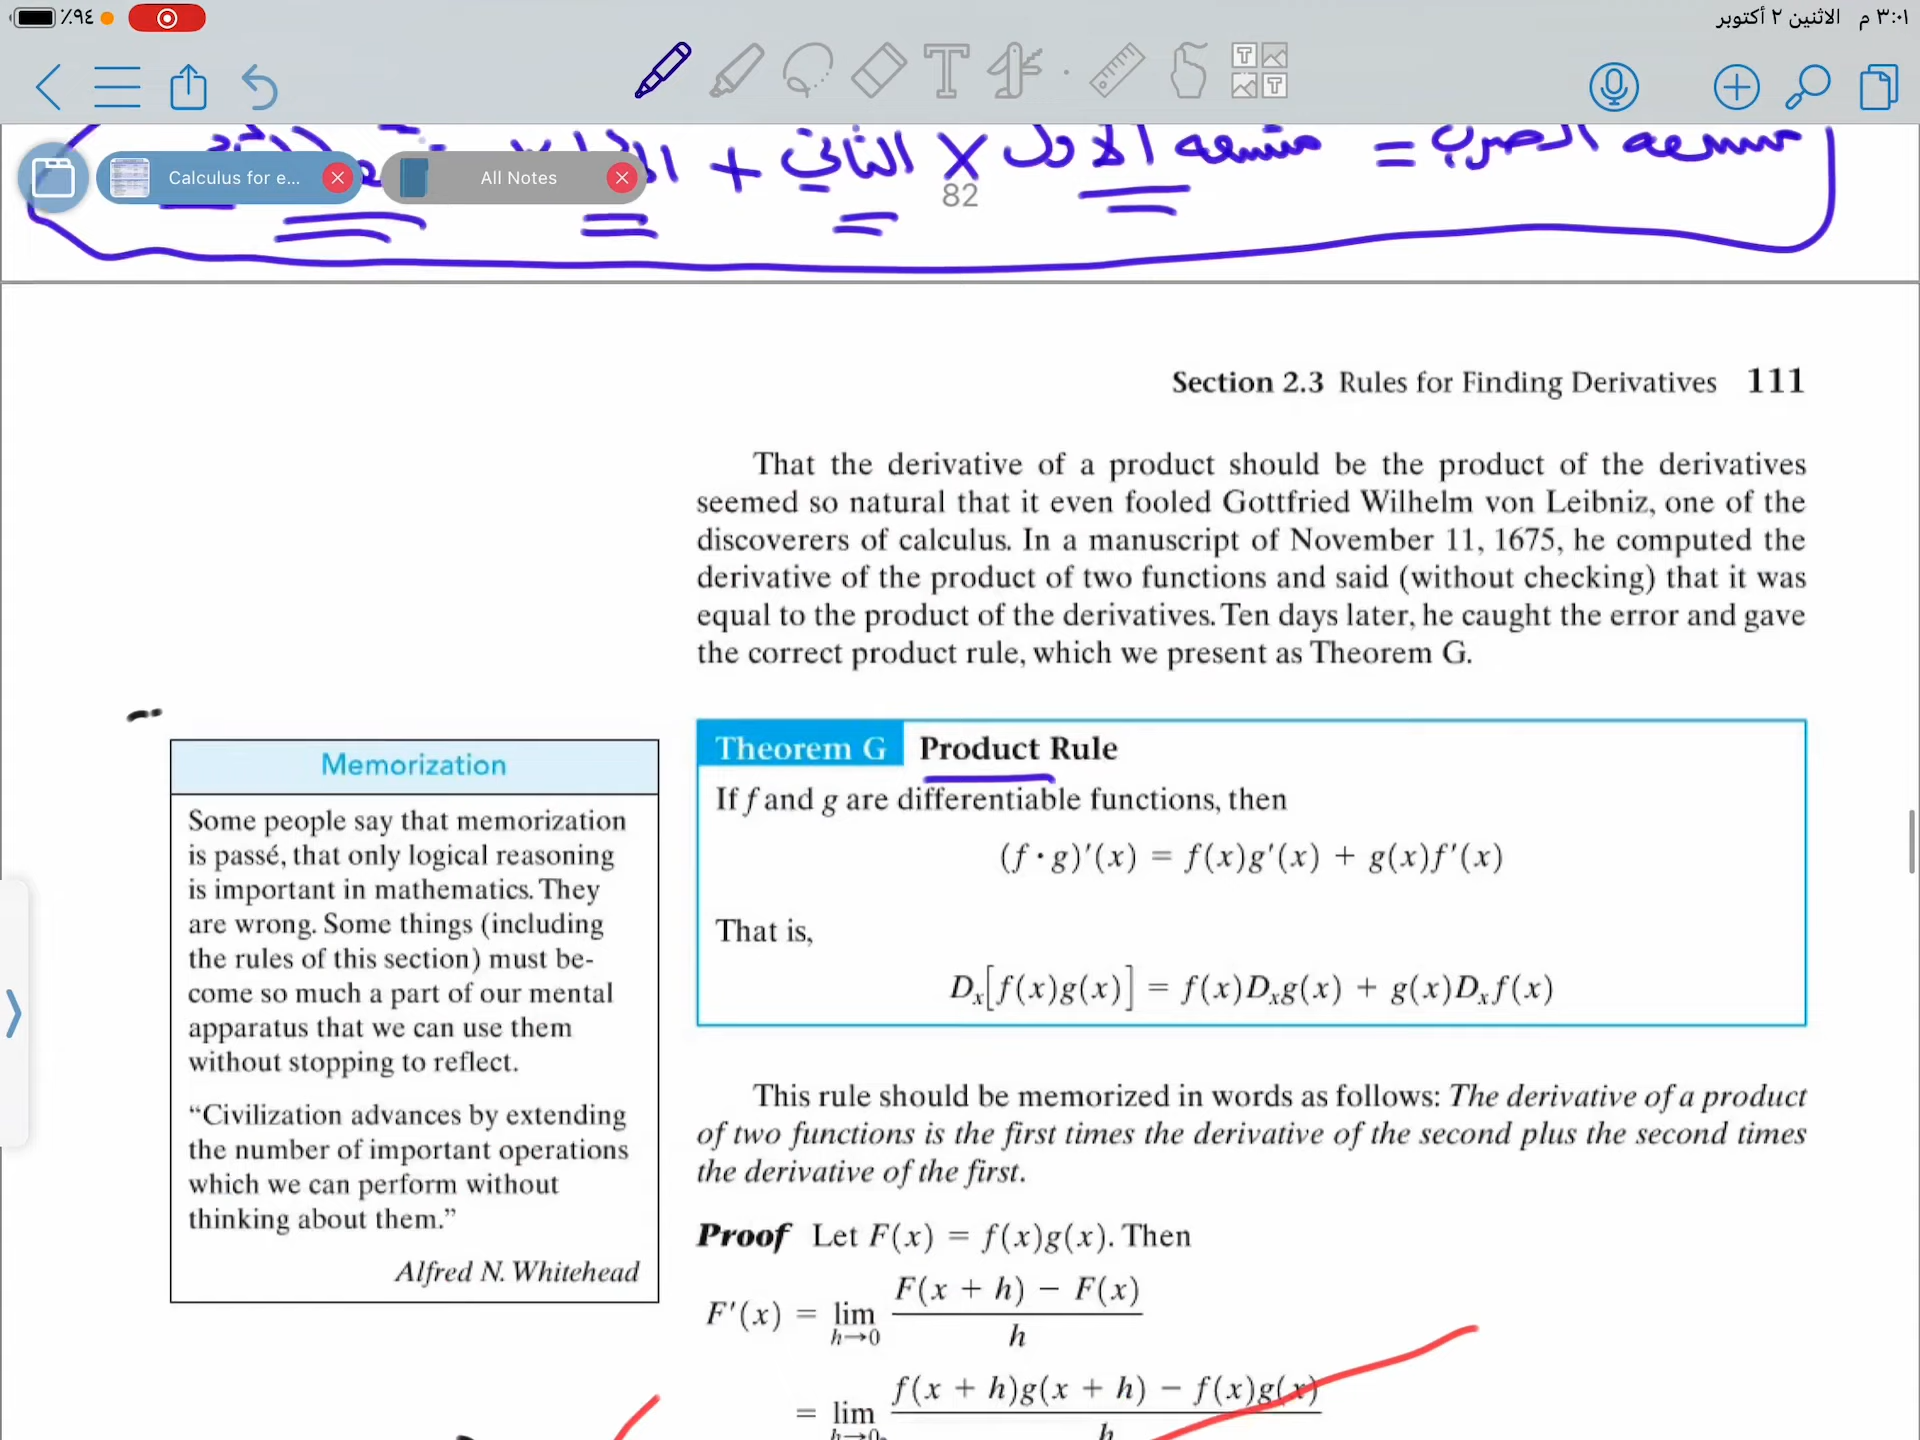 ٪٩٤
٣:٠١ م الاثنين ٢ أكتوبر
مشتقة الضرب = مشتقة الاول × الثاني +
Calculus for e...
All Notes
82
Section 2.3 Rules for Finding Derivatives 111
That the derivative of a product should be the product of the derivatives
seemed so natural that it even fooled Gottfried Wilhelm von Leibniz, one of the
discoverers of calculus. In a manuscript of November 11, 1675, he computed the
derivative of the product of two functions and said (without checking) that it was
equal to the product of the derivatives. Ten days later, he caught the error and gave
the correct product rule, which we present as Theorem G.
Memorization
Some people say that memorization
is passé, that only logical reasoning
is important in mathematics. They
are wrong. Some things (including
the rules of this section) must be-
come so much a part of our mental
apparatus that we can use them
without stopping to reflect.
“Civilization advances by extending
the number of important operations
which we can perform without
thinking about them.”
Alfred N. Whitehead
Theorem G Product Rule
If f and g are differentiable functions, then
(f · g)′(x) = f(x)g′(x) + g(x)f′(x)
That is,
Dₓ[f(x)g(x)] = f(x)Dₓg(x) + g(x)Dₓf(x)
This rule should be memorized in words as follows: The derivative of a product
of two functions is the first times the derivative of the second plus the second times
the derivative of the first.
Proof Let F(x) = f(x)g(x). Then
F′(x) = lim h→0 F(x + h) − F(x) / h
= lim h→0 f(x + h)g(x + h) − f(x)g(x) / h